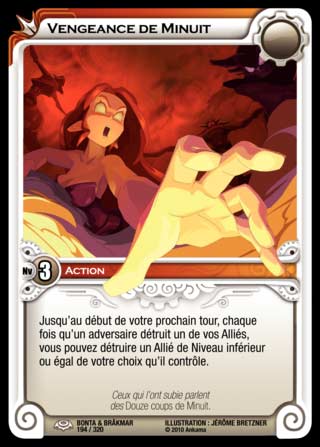 Vengeance de Minuit
Nv 3 Action
Jusqu'au début de votre prochain tour, chaque
fois qu'un adversaire détruit un de vos Alliés,
vous pouvez détruire un Allié de Niveau inférieur
ou égal de votre choix qu'il contrôle.
Ceux qui l'ont subie parlent
des Douze coups de Minuit.
BONTA & BRÂKMAR
194 / 320
ILLUSTRATION : JÉRÔME BRETZNER
© 2010 Ankama